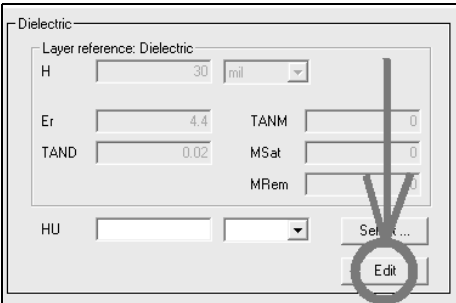 Dielectric
Layer reference: Dielectric
H 30 mil
Er 4.4 TANM 0
TAND 0.02 MSat 0
MRem 0
HU
Edit